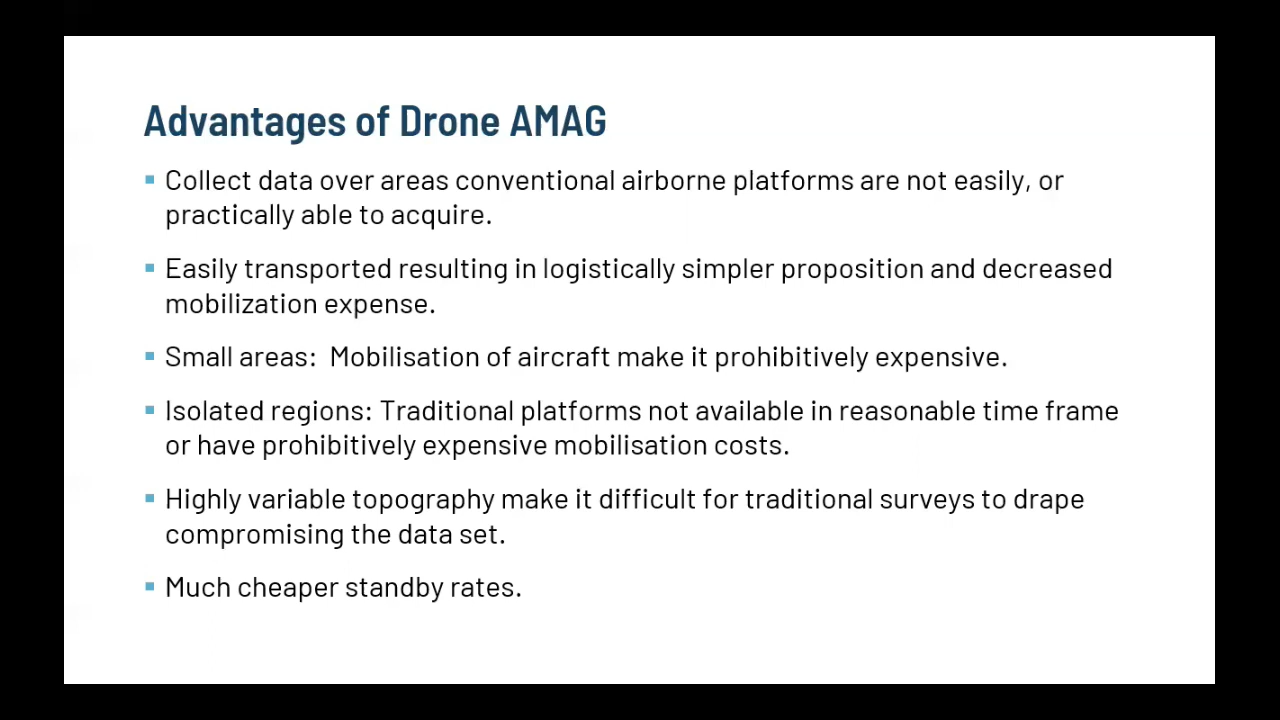 Advantages of Drone AMAG
Collect data over areas conventional airborne platforms are not easily, or
practically able to acquire.
Easily transported resulting in logistically simpler proposition and decreased
mobilization expense.
Small areas:  Mobilisation of aircraft make it prohibitively expensive.
Isolated regions: Traditional platforms not available in reasonable time frame
or have prohibitively expensive mobilisation costs.
Highly variable topography make it difficult for traditional surveys to drape
compromising the data set.
Much cheaper standby rates.